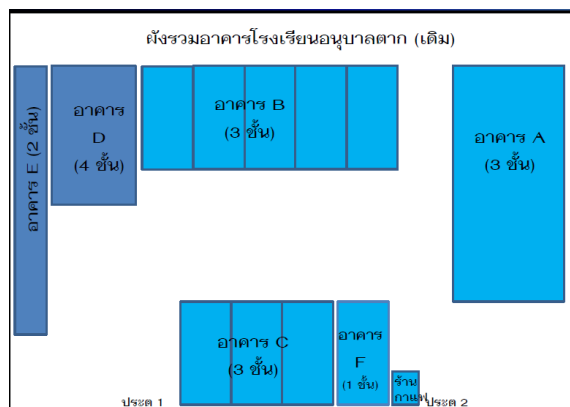 ผังรวมอาคารโรงเรียนอนุบาลตาก (เดิม)
อาคาร E (2 ชั้น)
อาคาร
D
(4 ชั้น)
อาคาร B
(3 ชั้น)
อาคาร A
(3 ชั้น)
อาคาร C
(3 ชั้น)
อาคาร
F
(1 ชั้น)
ร้าน
กาแฟ
ประตู 1
ประตู 2